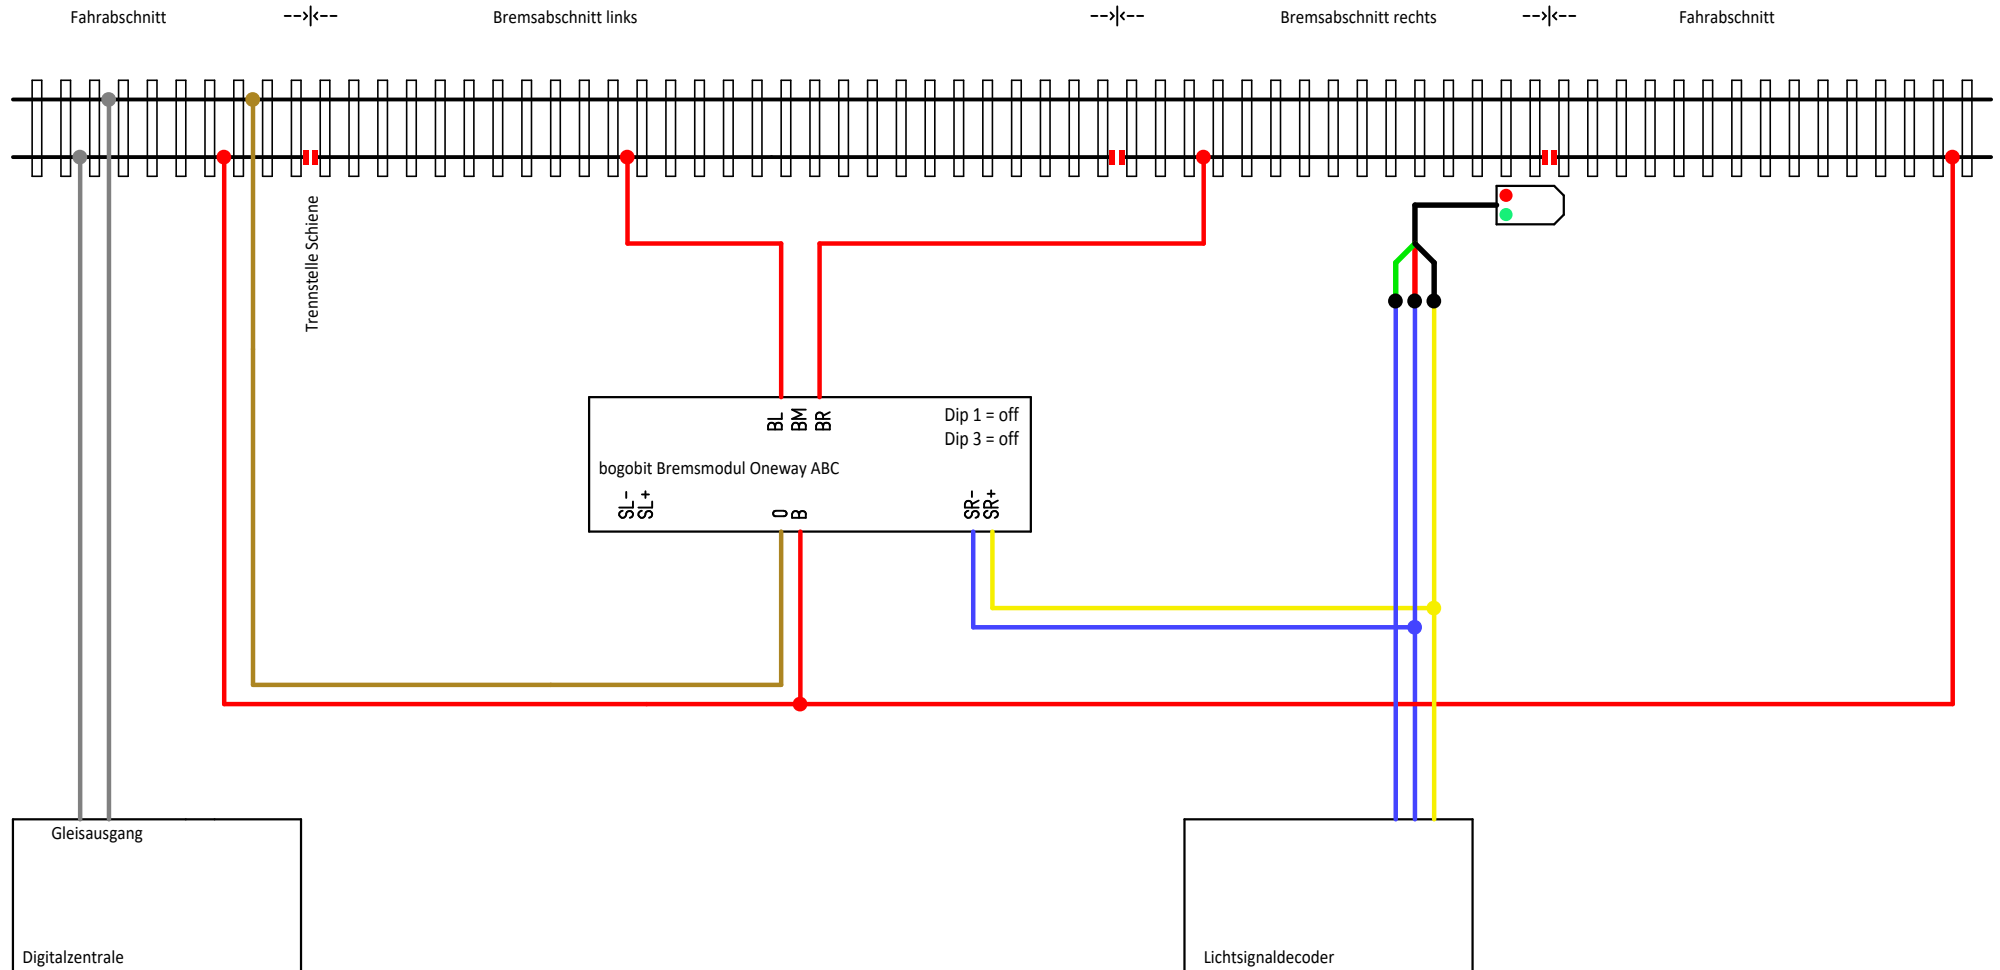 Fahrabschnitt
Bremsabschnitt links
Bremsabschnitt rechts
Fahrabschnitt
Trennstelle Schiene
BL
BM
BR
Dip 1 = off
Dip 3 = off
bogobit Bremsmodul Oneway ABC
SL-
SL+
0
B
SR-
SR+
Gleisausgang
Digitalzentrale
Lichtsignaldecoder